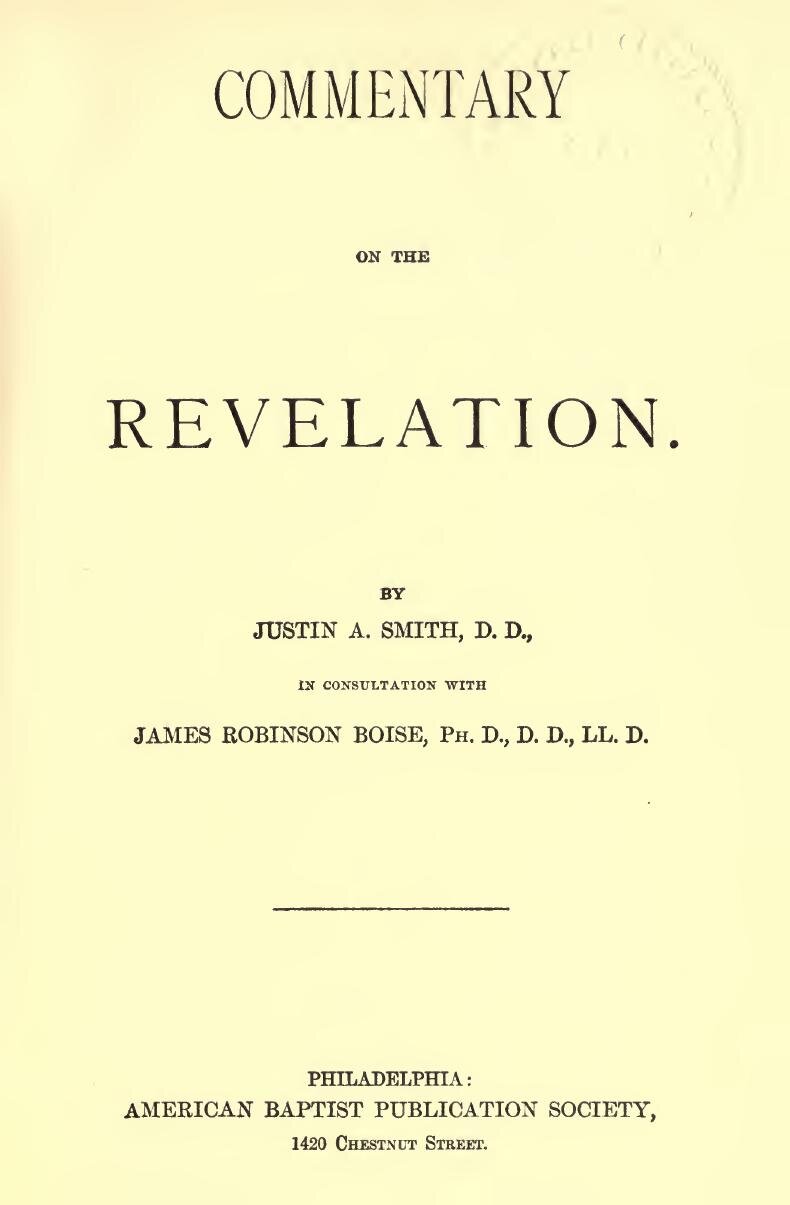 COMMENTARY
ON THE
REVELATION.
BY
JUSTIN A. SMITH, D. D.,
IN CONSULTATION WITH
JAMES ROBINSON BOISE, PH. D., D. D., LL. D.
PHILADELPHIA:
AMERICAN BAPTIST PUBLICATION SOCIETY,
1420 CHESTNUT STREET.